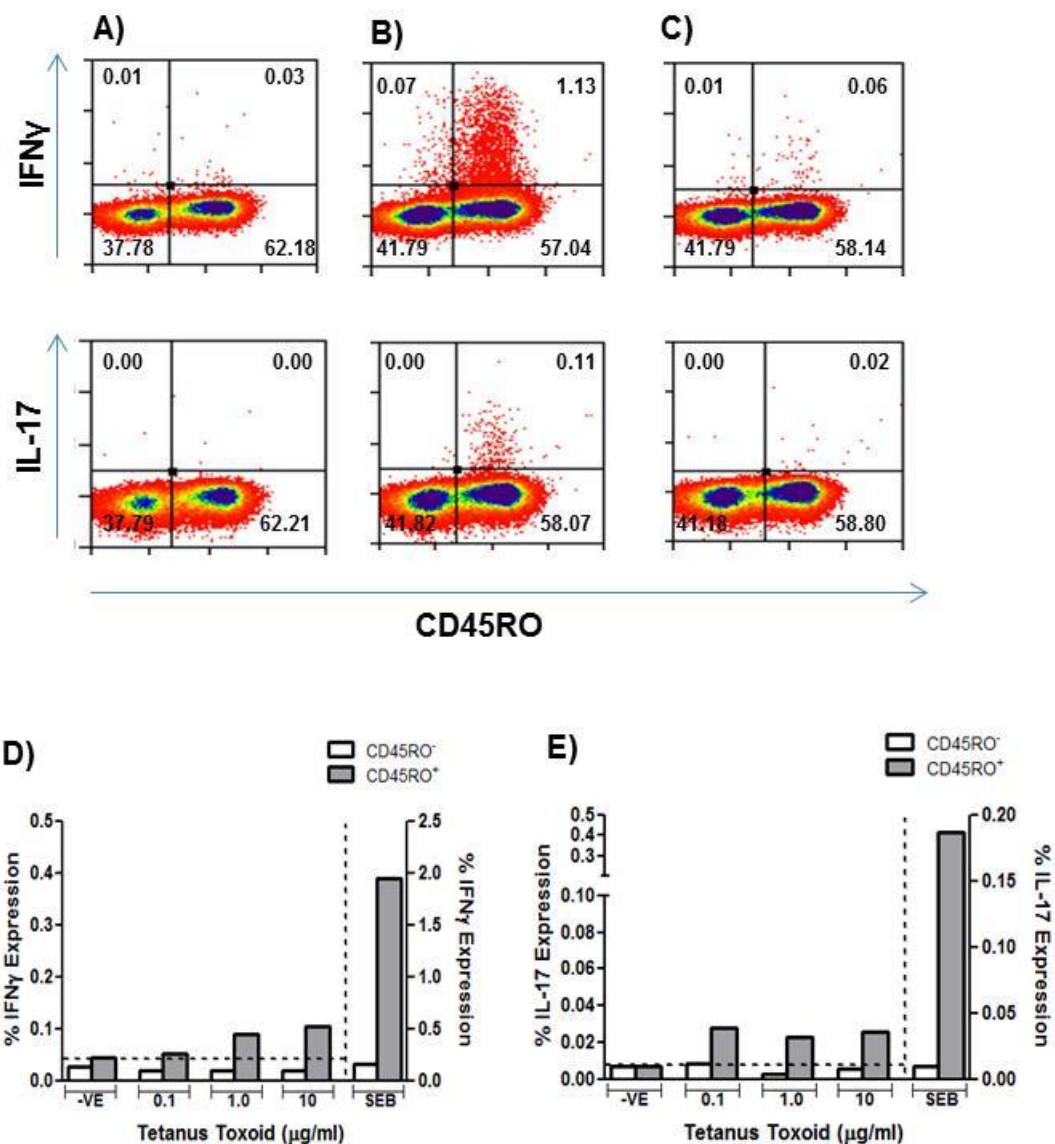 A) B) C)
IFNγ
0.01 0.03 0.07 1.13 0.01 0.06
37.78 62.18 41.79 57.04 41.79 58.14
IL-17
0.00 0.00 0.00 0.11 0.00 0.02
37.79 62.21 41.82 58.07 41.18 58.80
CD45RO
D)
CD45RO-
CD45RO+
% IFNγ Expression
0.5
0.4
0.3
0.2
0.1
0.0
2.5
2.0
1.5
1.0
0.5
0.0
% IFNγ Expression
-VE 0.1 1.0 10 SEB
Tetanus Toxoid (µg/ml)
E)
CD45RO-
CD45RO+
% IL-17 Expression
0.5
0.4
0.3
0.10
0.08
0.06
0.04
0.02
0.00
0.20
0.15
0.10
0.05
0.00
% IL-17 Expression
-VE 0.1 1.0 10 SEB
Tetanus Toxoid (µg/ml)